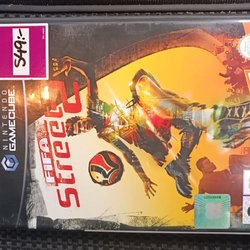 549:-
NINTENDO
GAMECUBE
FIFA
Street 2